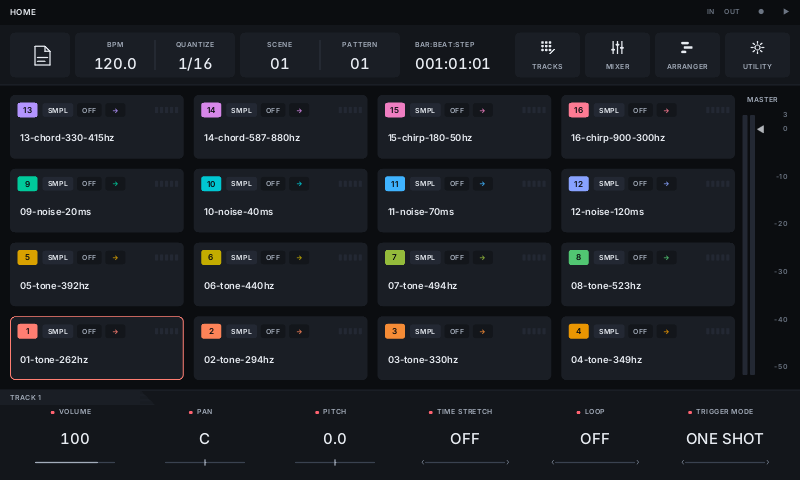 HOME
IN OUT
BPM QUANTIZE SCENE PATTERN BAR:BEAT:STEP
120.0 1/16 01 01 001:01:01
TRACKS MIXER ARRANGER UTILITY
MASTER
13 SMPL OFF
13-chord-330-415hz
14 SMPL OFF
14-chord-587-880hz
15 SMPL OFF
15-chirp-180-50hz
16 SMPL OFF
16-chirp-900-300hz
9 SMPL OFF
09-noise-20ms
10 SMPL OFF
10-noise-40ms
11 SMPL OFF
11-noise-70ms
12 SMPL OFF
12-noise-120ms
5 SMPL OFF
05-tone-392hz
6 SMPL OFF
06-tone-440hz
7 SMPL OFF
07-tone-494hz
8 SMPL OFF
08-tone-523hz
1 SMPL OFF
01-tone-262hz
2 SMPL OFF
02-tone-294hz
3 SMPL OFF
03-tone-330hz
4 SMPL OFF
04-tone-349hz
3
0
-10
-20
-30
-40
-50
TRACK 1
VOLUME PAN PITCH TIME STRETCH LOOP TRIGGER MODE
100 C 0.0 OFF OFF ONE SHOT